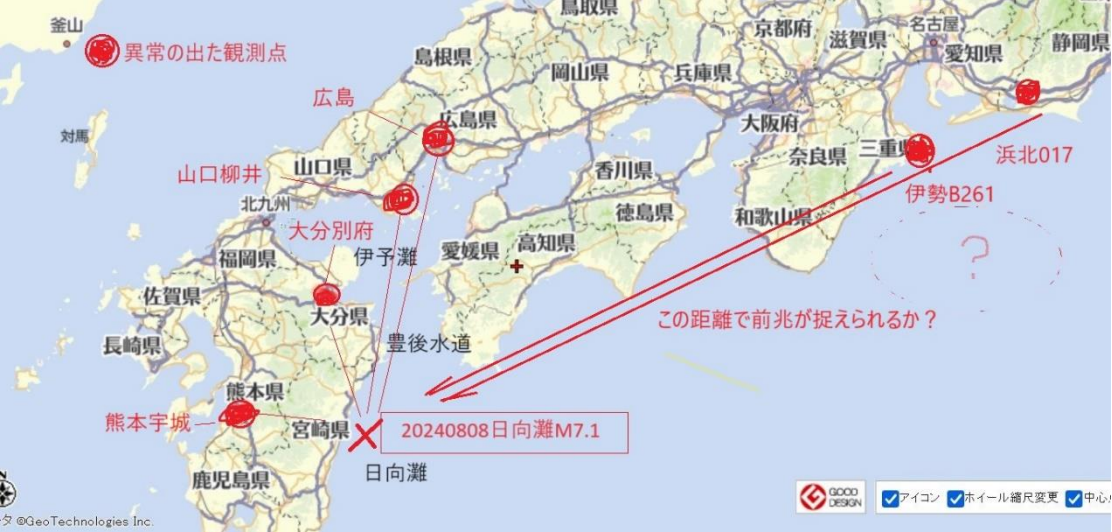 鳥取県
釜山
異常の出た観測点
島根県
岡山県
兵庫県
京都府
滋賀県
名古屋
愛知県
静岡県
広島
広島県
対馬
大阪府
山口県
山口柳井
北九州
香川県
奈良県
三重県
浜北017
伊勢B261
大分別府
徳島県
和歌山県
伊予灘
愛媛県
高知県
?
福岡県
佐賀県
大分県
この距離で前兆が捉えられるか?
長崎県
豊後水道
熊本県
熊本宇城
宮崎県
20240808日向灘M7.1
日向灘
鹿児島県
GOOD DESIGN
アイコン
ホイール縮尺変更
中心点
タ ©GeoTechnologies Inc.